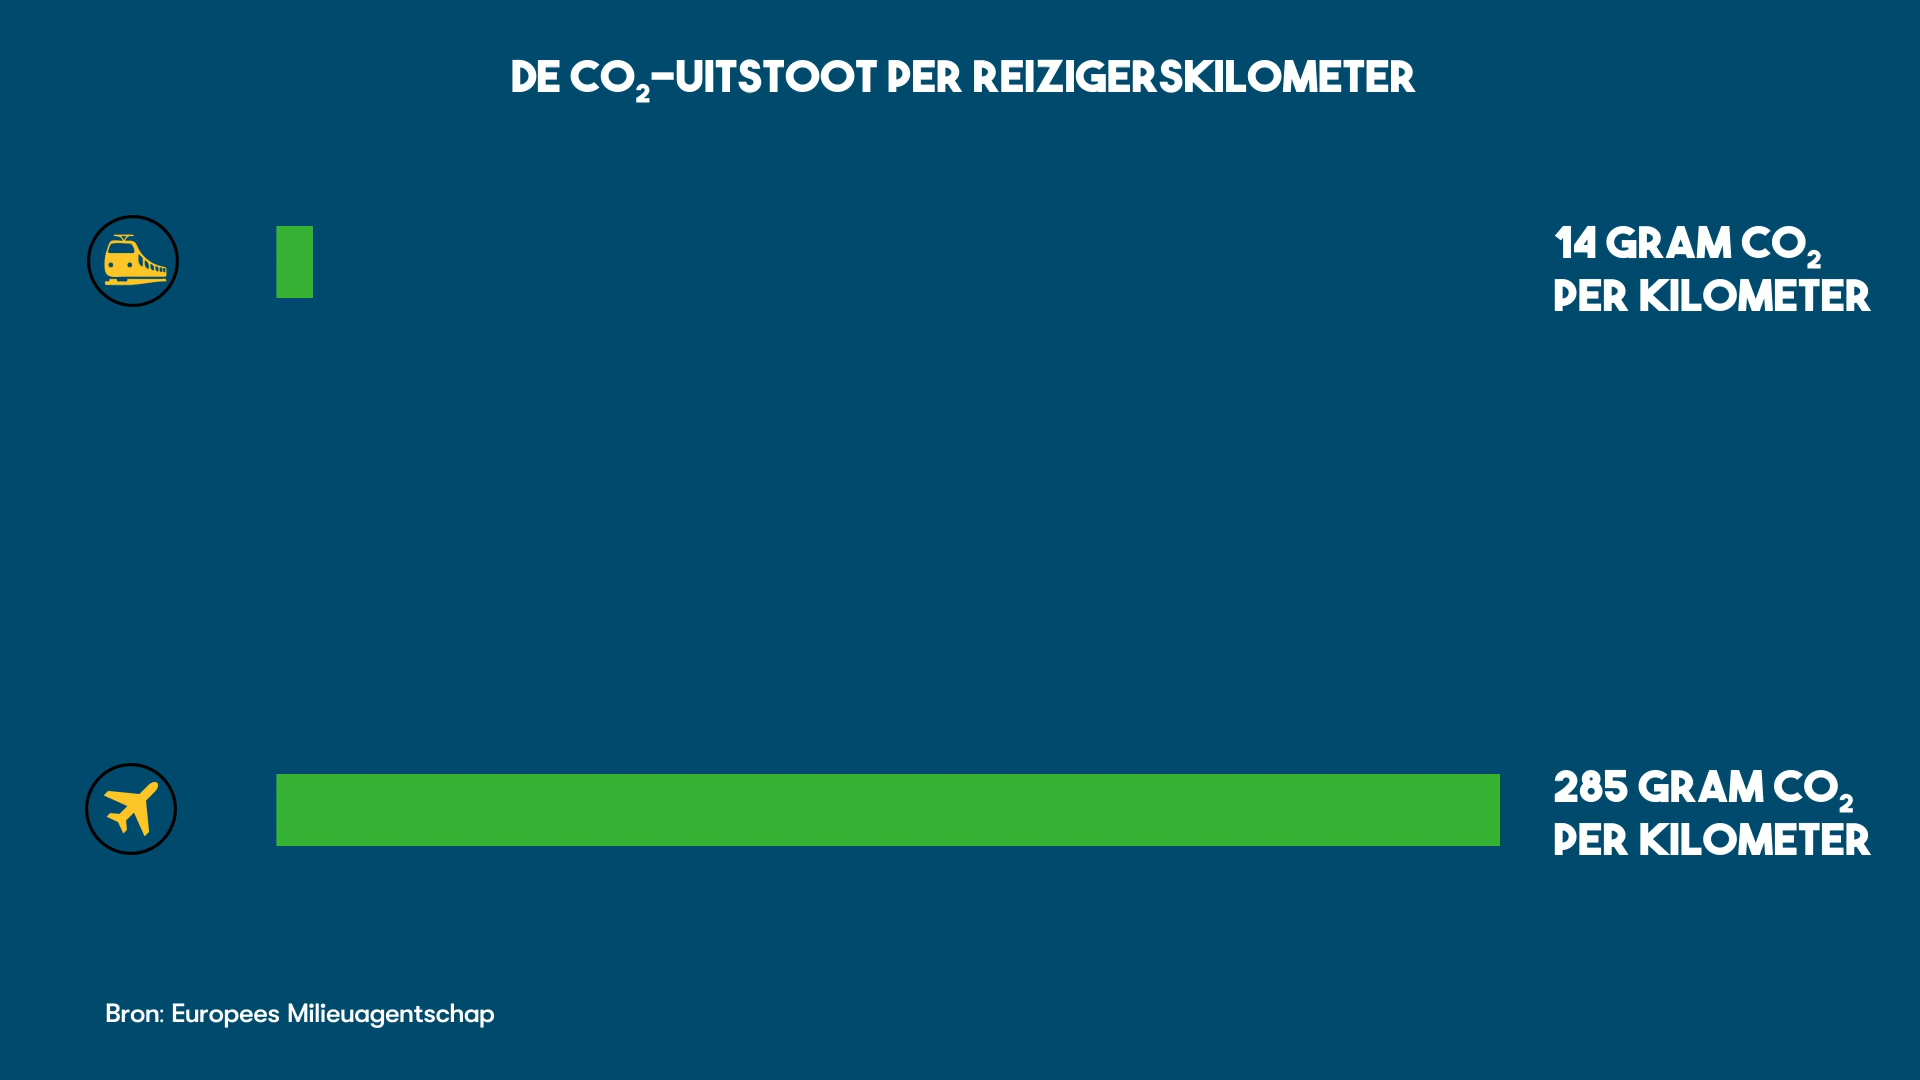 DE CO₂-UITSTOOT PER REIZIGERSKILOMETER
14 GRAM CO₂
PER KILOMETER
285 GRAM CO₂
PER KILOMETER
Bron: Europees Milieuagentschap